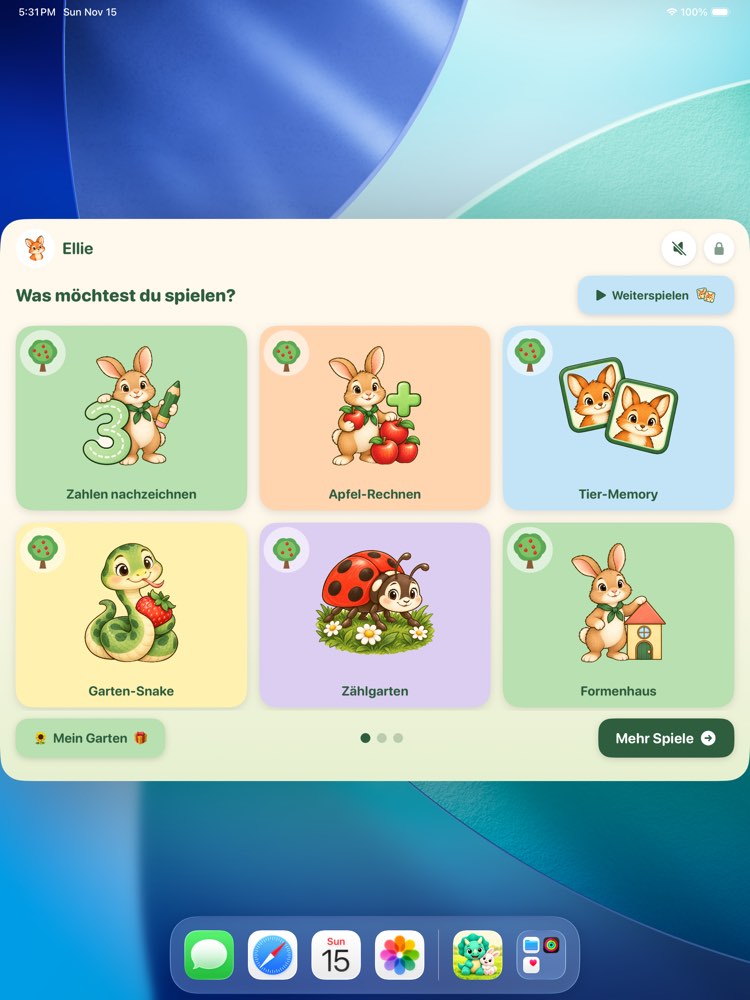 5:31 PM Sun Nov 15
100%
Ellie
Was möchtest du spielen?
Weiterspielen
3
Zahlen nachzeichnen
Apfel-Rechnen
Tier-Memory
Garten-Snake
Zählgarten
Formenhaus
Mein Garten
Mehr Spiele
Sun
15